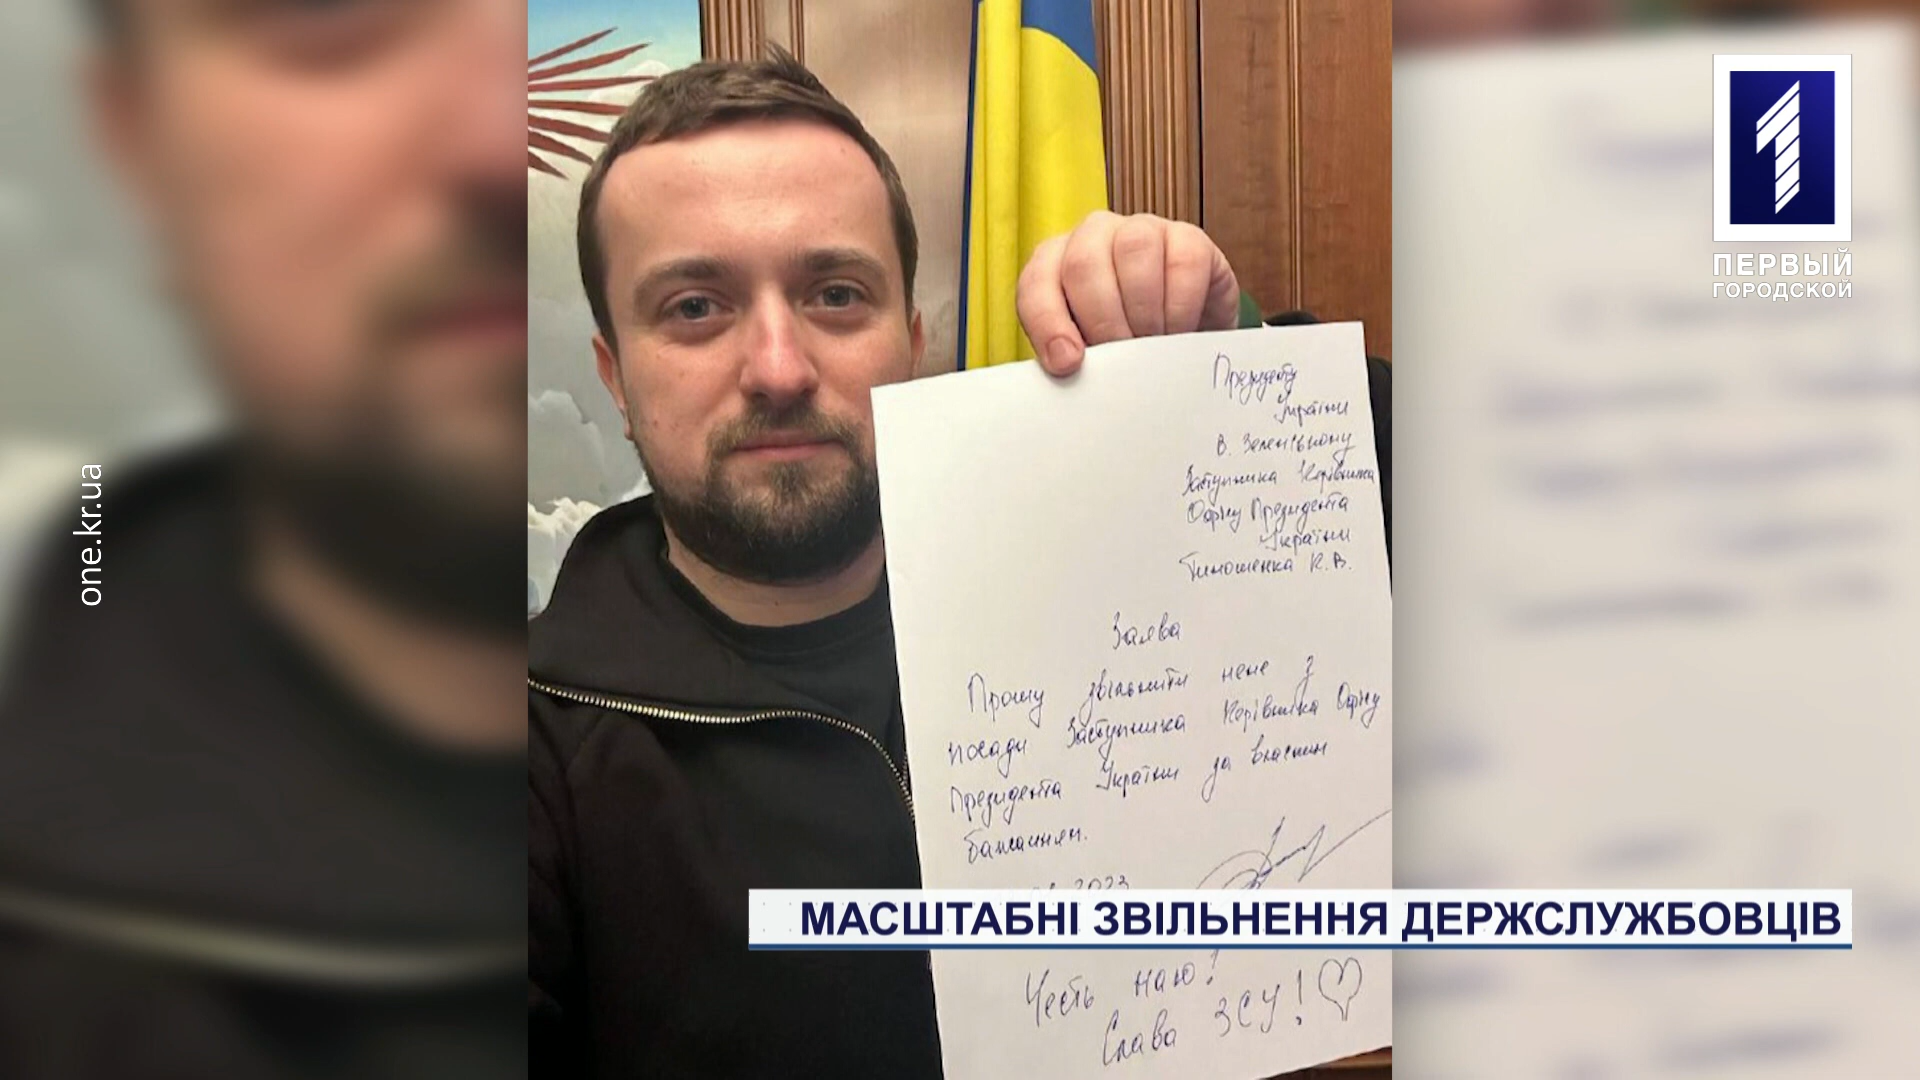 ПЕРВЫЙ
ГОРОДСКОЙ
one.kr.ua
Президенту
України
В. Зеленському
Заступника Керівника
Офісу Президента
України
Тимошенка К.В.
Заява
Прошу звільнити мене з
посади Заступника Керівника Офісу
Президента України за власним
бажанням.
2023
МАСШТАБНІ ЗВІЛЬНЕННЯ ДЕРЖСЛУЖБОВЦІВ
Честь маю!
Слава ЗСУ!